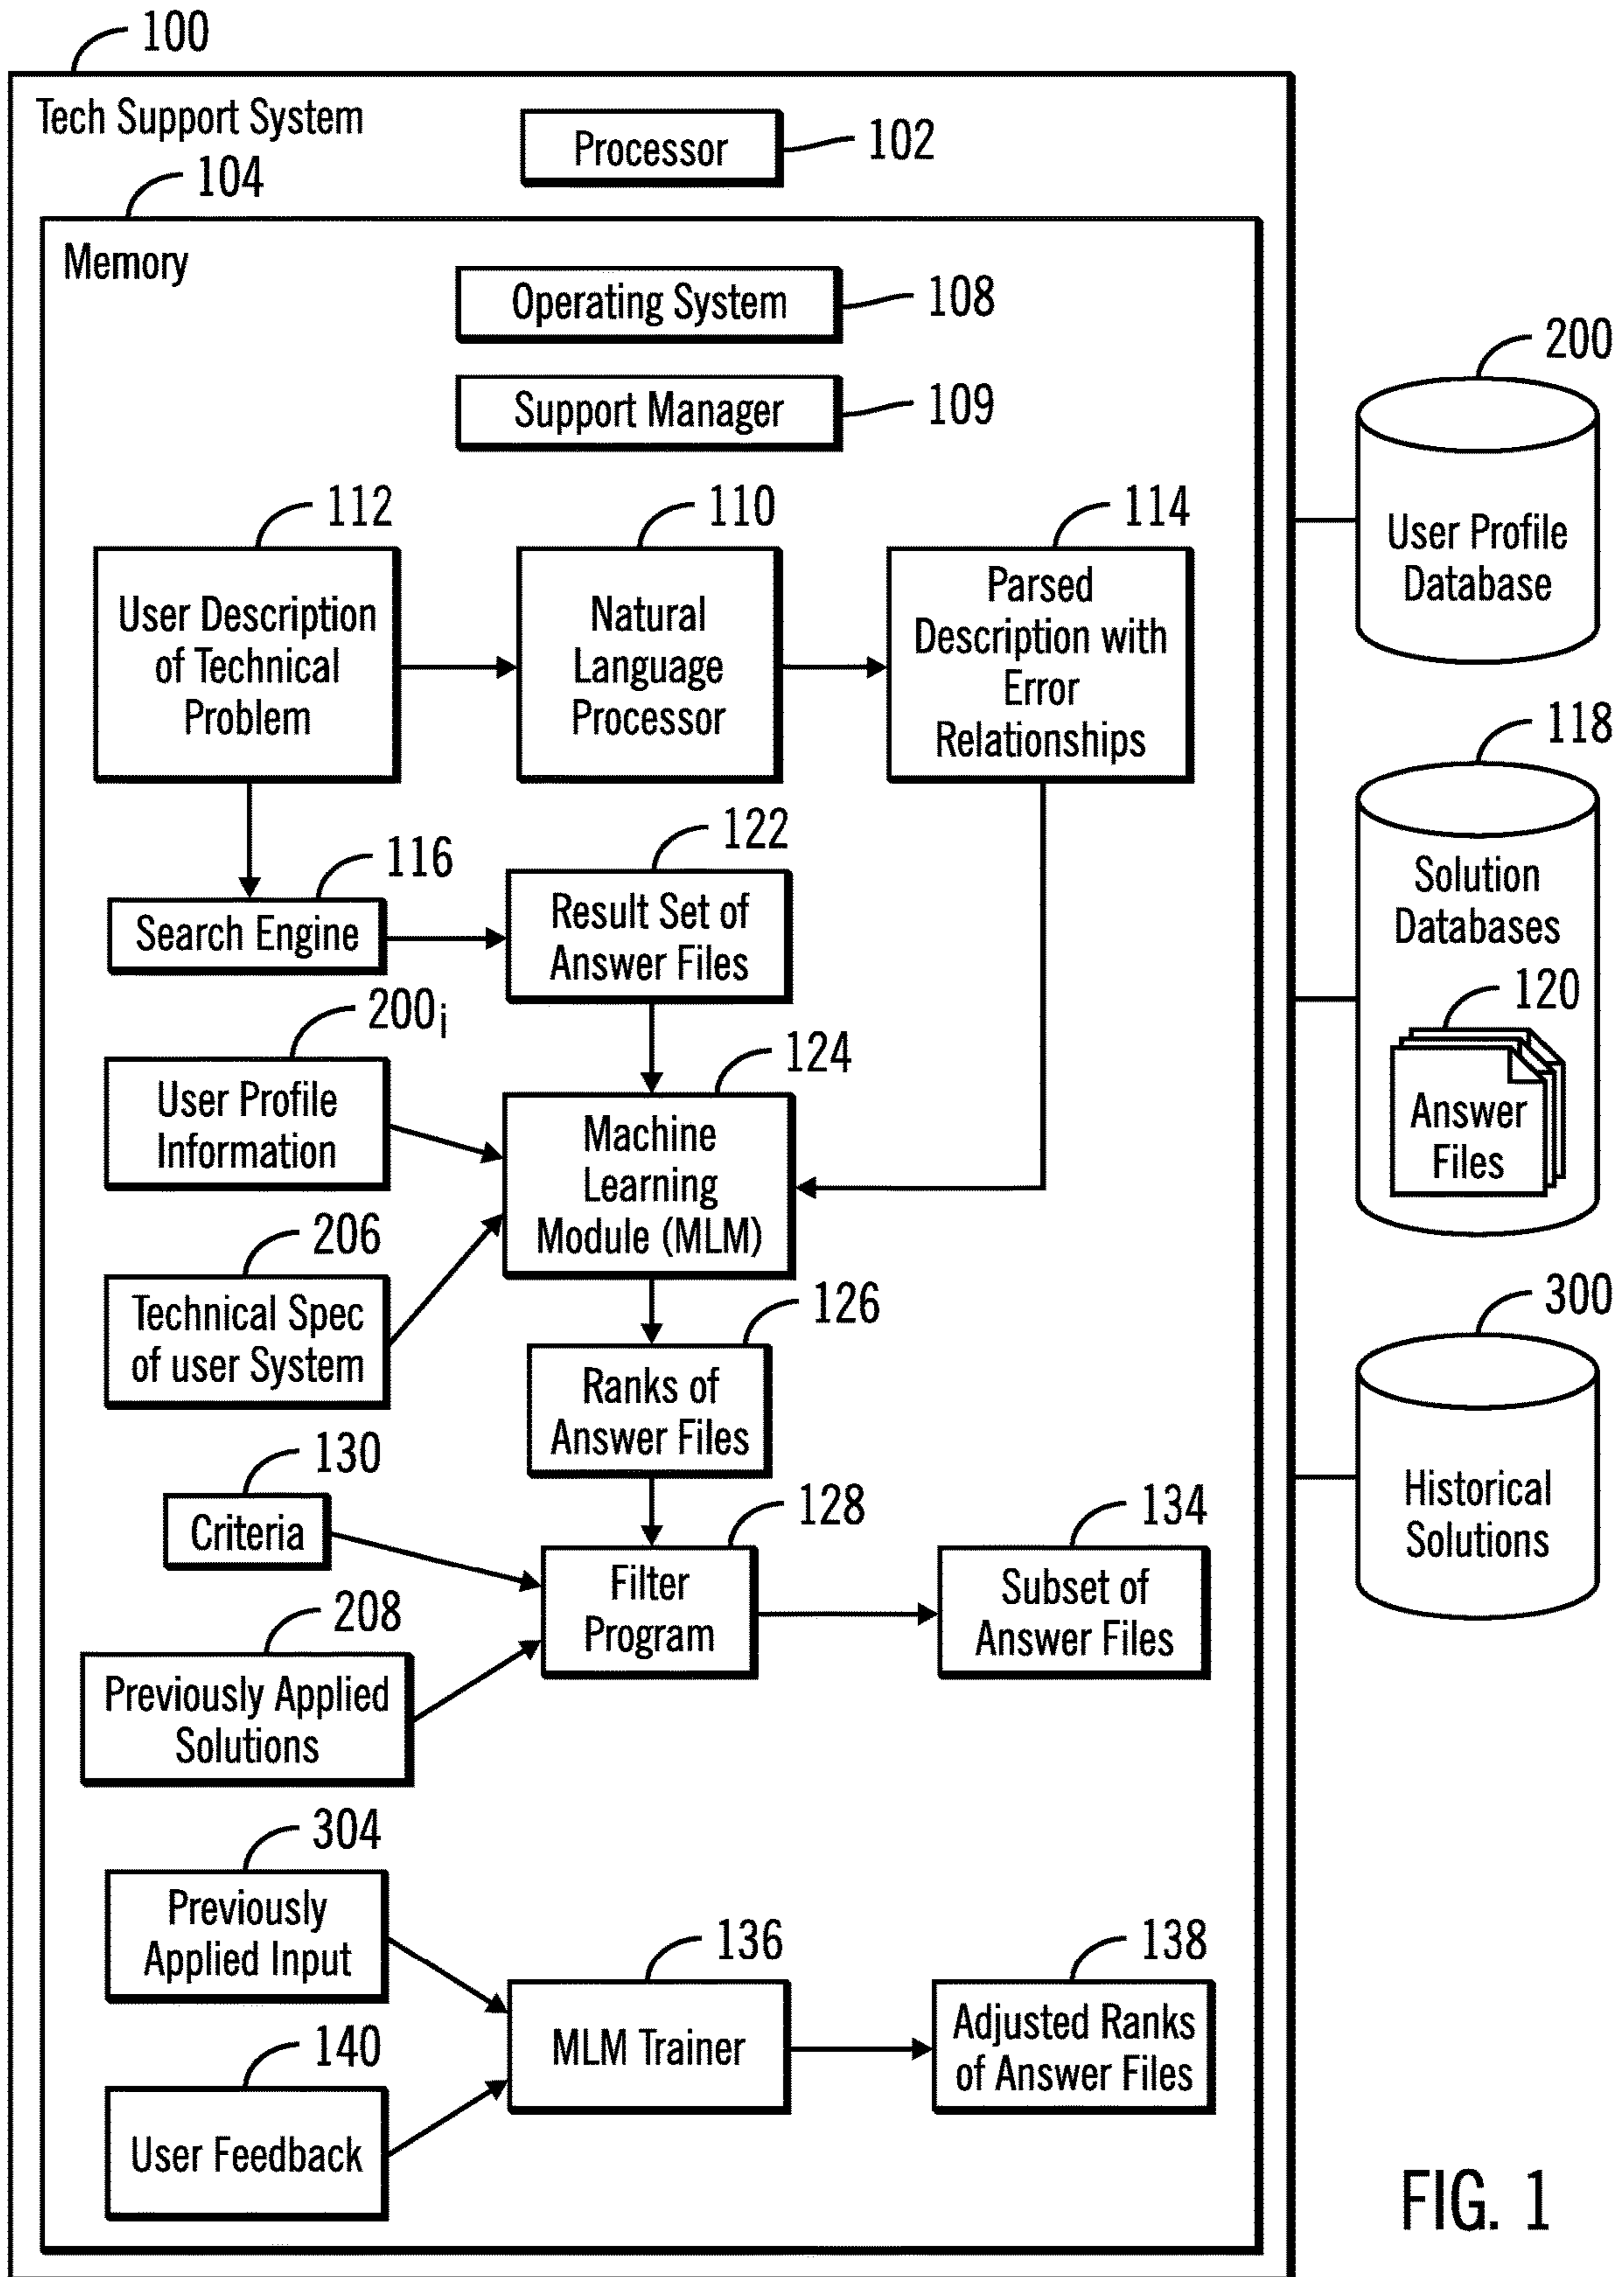 100
Tech Support System
Processor
102
104
Memory
Operating System
108
Support Manager
109
112
110
114
User Description
of Technical
Problem
Natural
Language
Processor
Parsed
Description with
Error
Relationships
116
Search Engine
122
Result Set of
Answer Files
200i
User Profile
Information
124
Machine
Learning
Module (MLM)
206
Technical Spec
of user System
126
Ranks of
Answer Files
130
Criteria
128
Filter
Program
134
Subset of
Answer Files
208
Previously Applied
Solutions
304
Previously
Applied Input
136
MLM Trainer
138
Adjusted Ranks
of Answer Files
140
User Feedback
200
User Profile
Database
118
Solution
Databases
120
Answer
Files
300
Historical
Solutions
FIG. 1